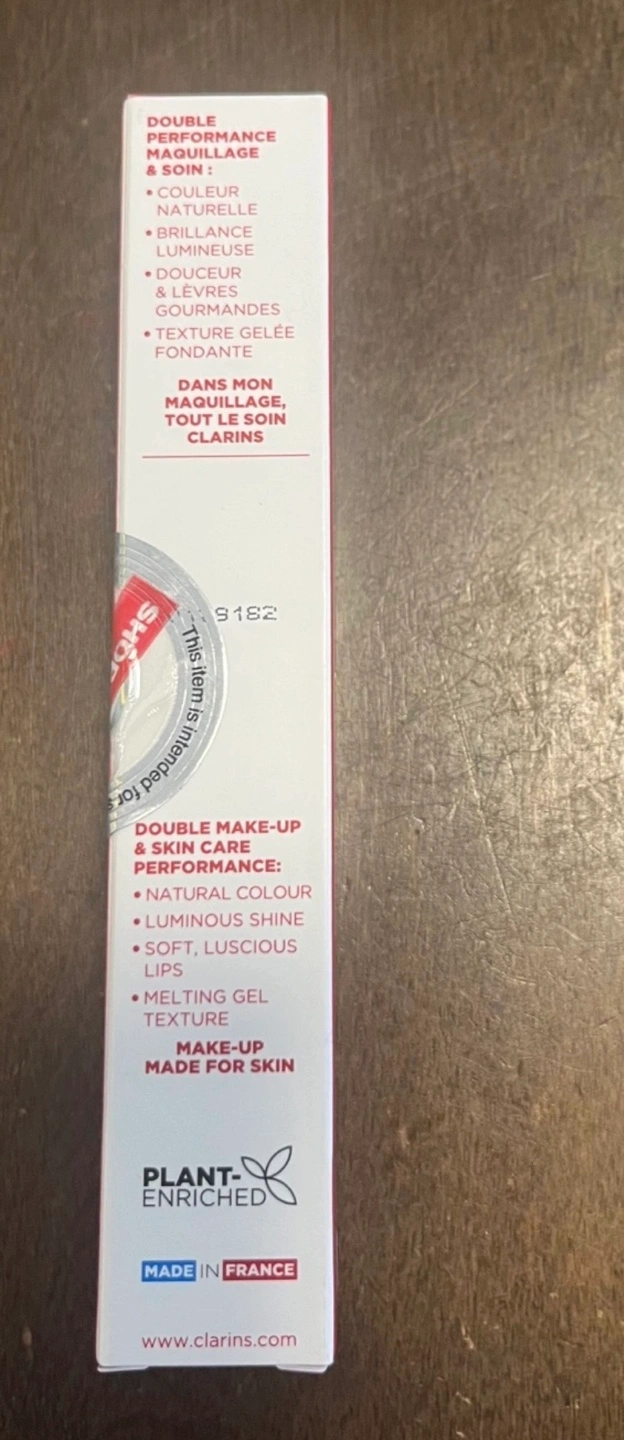 DOUBLE
PERFORMANCE
MAQUILLAGE
& SOIN :
• COULEUR
NATURELLE
• BRILLANCE
LUMINEUSE
• DOUCEUR
& LÈVRES
GOURMANDES
• TEXTURE GELÉE
FONDANTE
DANS MON
MAQUILLAGE,
TOUT LE SOIN
CLARINS
9182
This item is intended for
DOUBLE MAKE-UP
& SKIN CARE
PERFORMANCE:
• NATURAL COLOUR
• LUMINOUS SHINE
• SOFT, LUSCIOUS
LIPS
• MELTING GEL
TEXTURE
MAKE-UP
MADE FOR SKIN
PLANT-
ENRICHED
MADE IN FRANCE
www.clarins.com